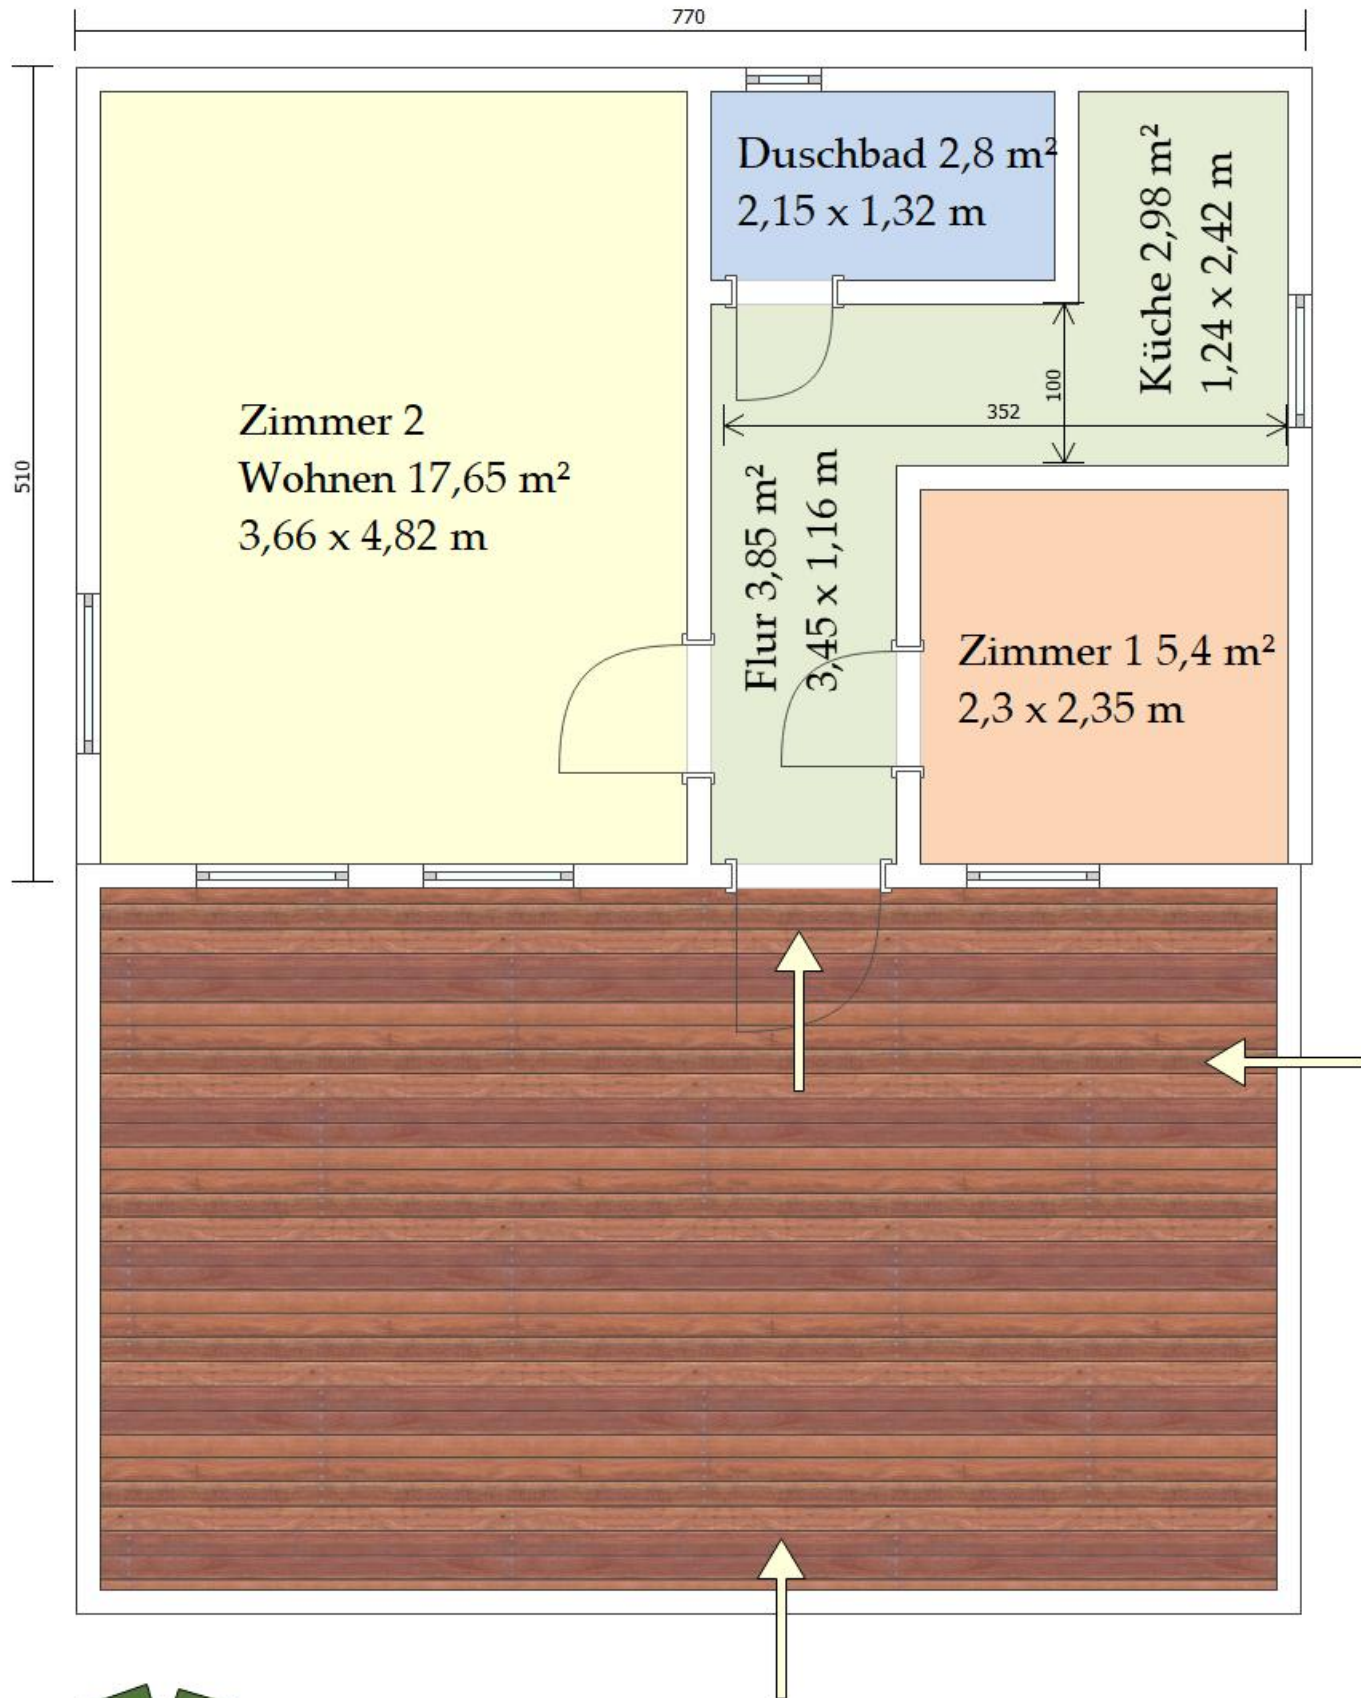 770
510
Duschbad 2,8 m²
2,15 x 1,32 m
Küche 2,98 m²
1,24 x 2,42 m
100
352
Zimmer 2
Wohnen 17,65 m²
3,66 x 4,82 m
Flur 3,85 m²
3,45 x 1,16 m
Zimmer 1 5,4 m²
2,3 x 2,35 m